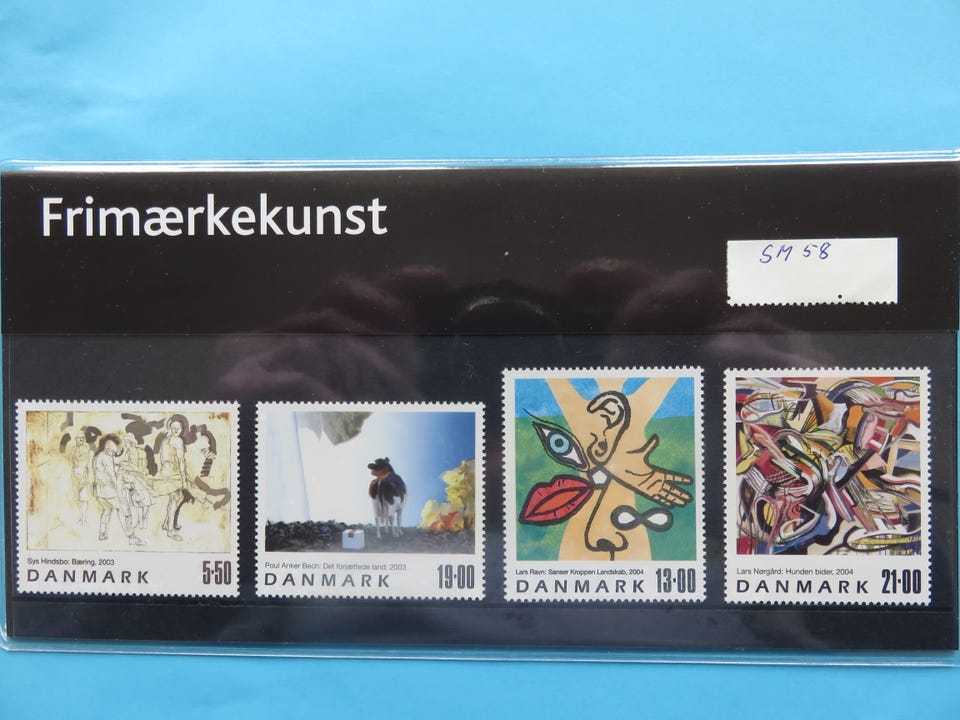 Frimærkekunst
SM 58
Sys Hindsbo: Bæring, 2003
DANMARK 5·50
Poul Anker Bech: Det forjættede land, 2003
DANMARK 19·00
Lars Ravn: Sanser Kroppen Landskab, 2004
DANMARK 13·00
Lars Nørgård: Hunden bider, 2004
DANMARK 21·00